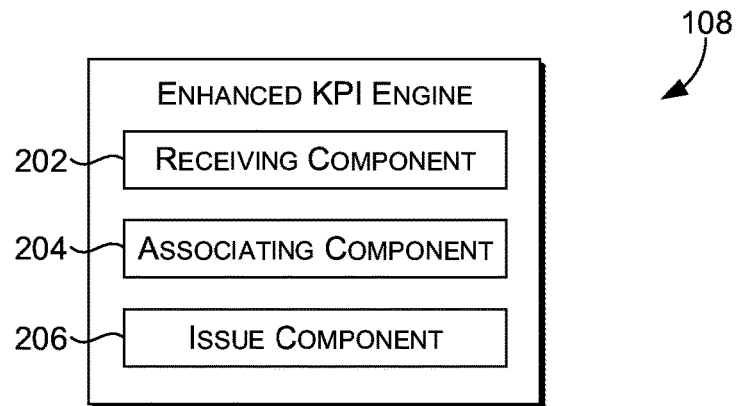 108
ENHANCED KPI ENGINE
202
RECEIVING COMPONENT
204
ASSOCIATING COMPONENT
206
ISSUE COMPONENT